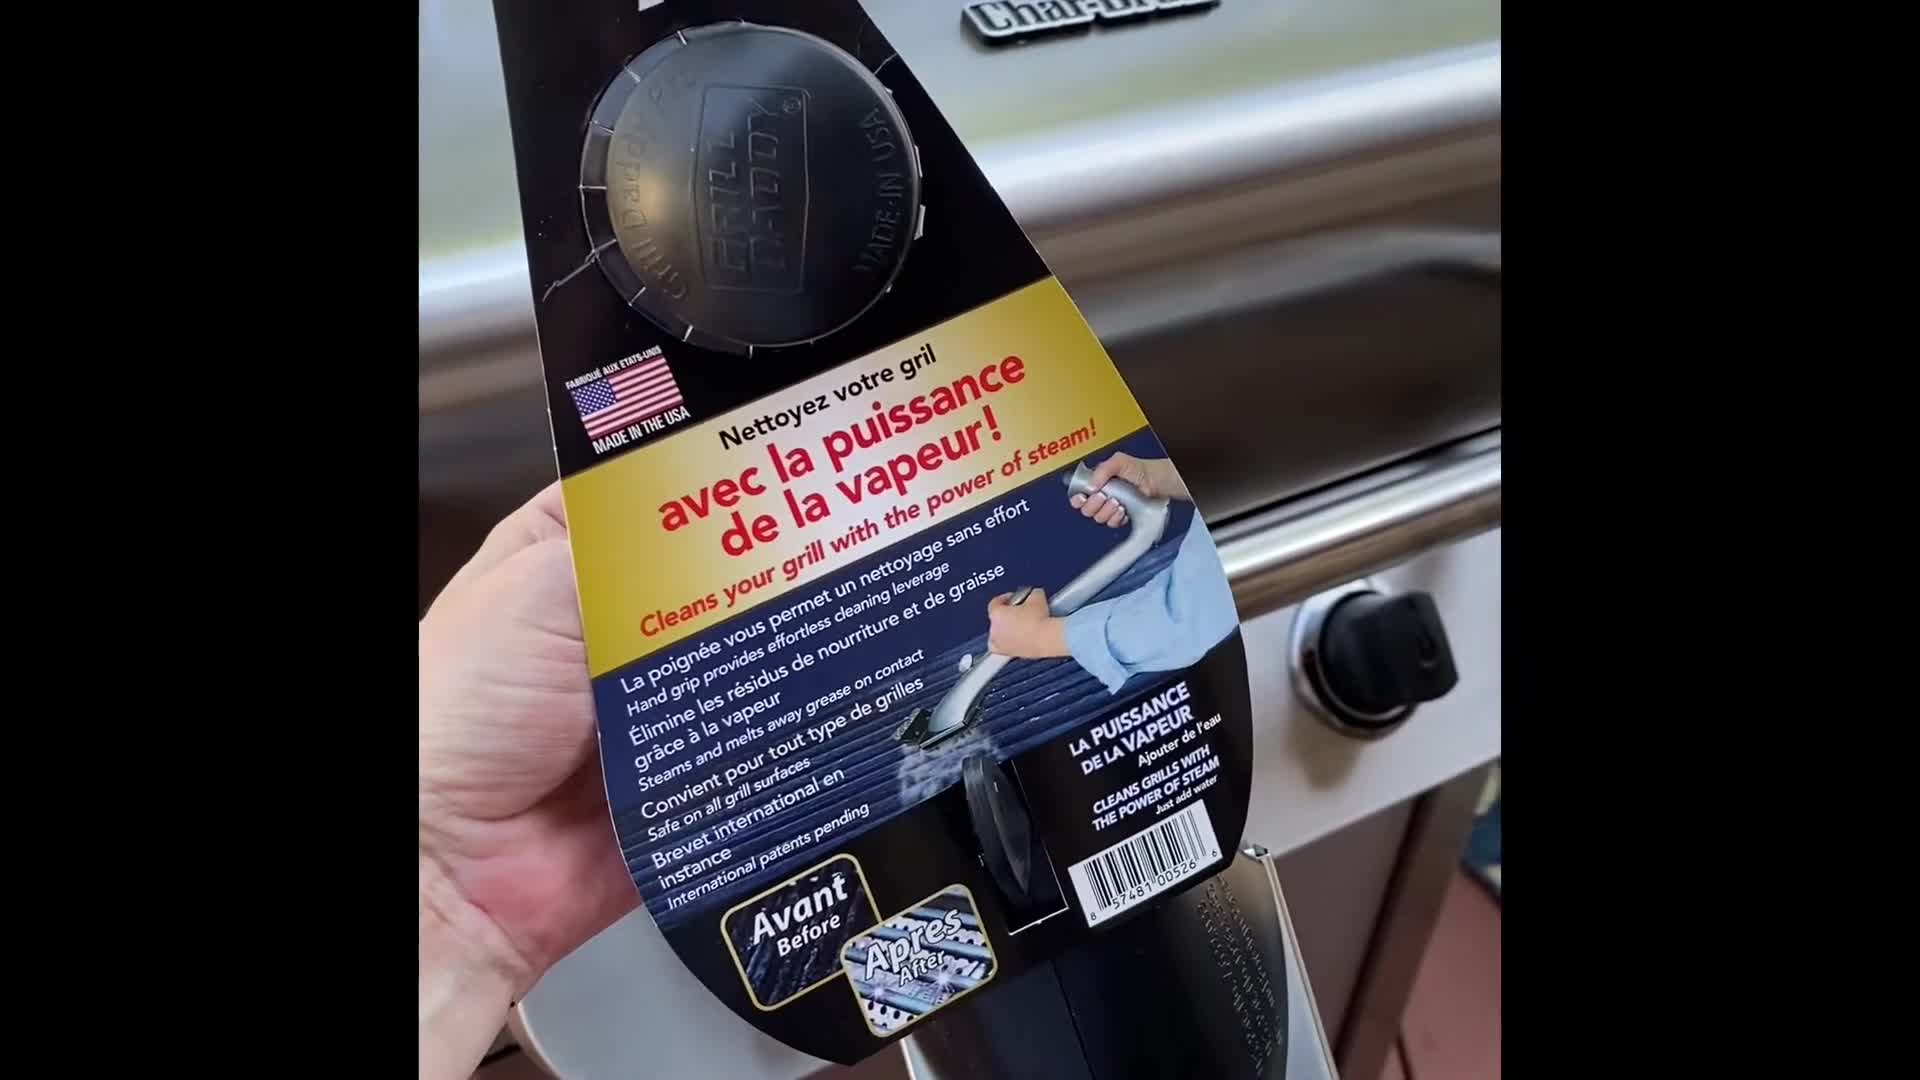 Grill Daddy Pro
GRILL
DADDY®
MADE IN USA
FABRIQUÉ AUX ETATS-UNIS
MADE IN THE USA
Nettoyez votre gril
avec la puissance
de la vapeur!
Cleans your grill with the power of steam!
La poignée vous permet un nettoyage sans effort
Hand grip provides effortless cleaning leverage
Élimine les résidus de nourriture et de graisse
grâce à la vapeur
Steams and melts away grease on contact
Convient pour tout type de grilles
Safe on all grill surfaces
Brevet international en
instance
International patents pending
LA PUISSANCE
DE LA VAPEUR
Ajouter de l'eau
CLEANS GRILLS WITH
THE POWER OF STEAM
Just add water
8 57481 00526 6
Avant
Before
Apres
After